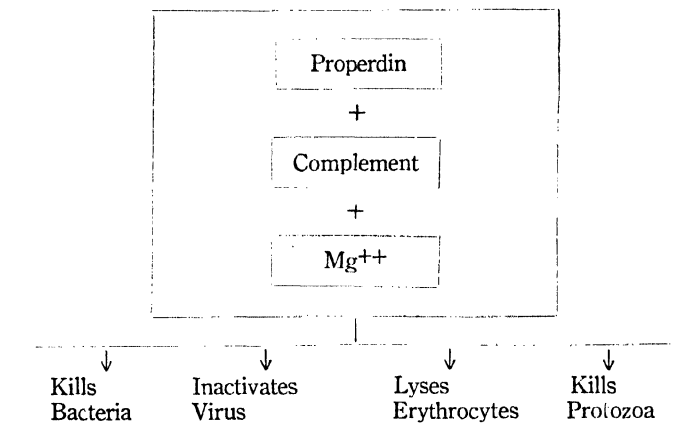 Properdin
+
Complement
+
Mg++
Kills Inactivates Lyses Kills
Bacteria Virus Erythrocytes Protozoa